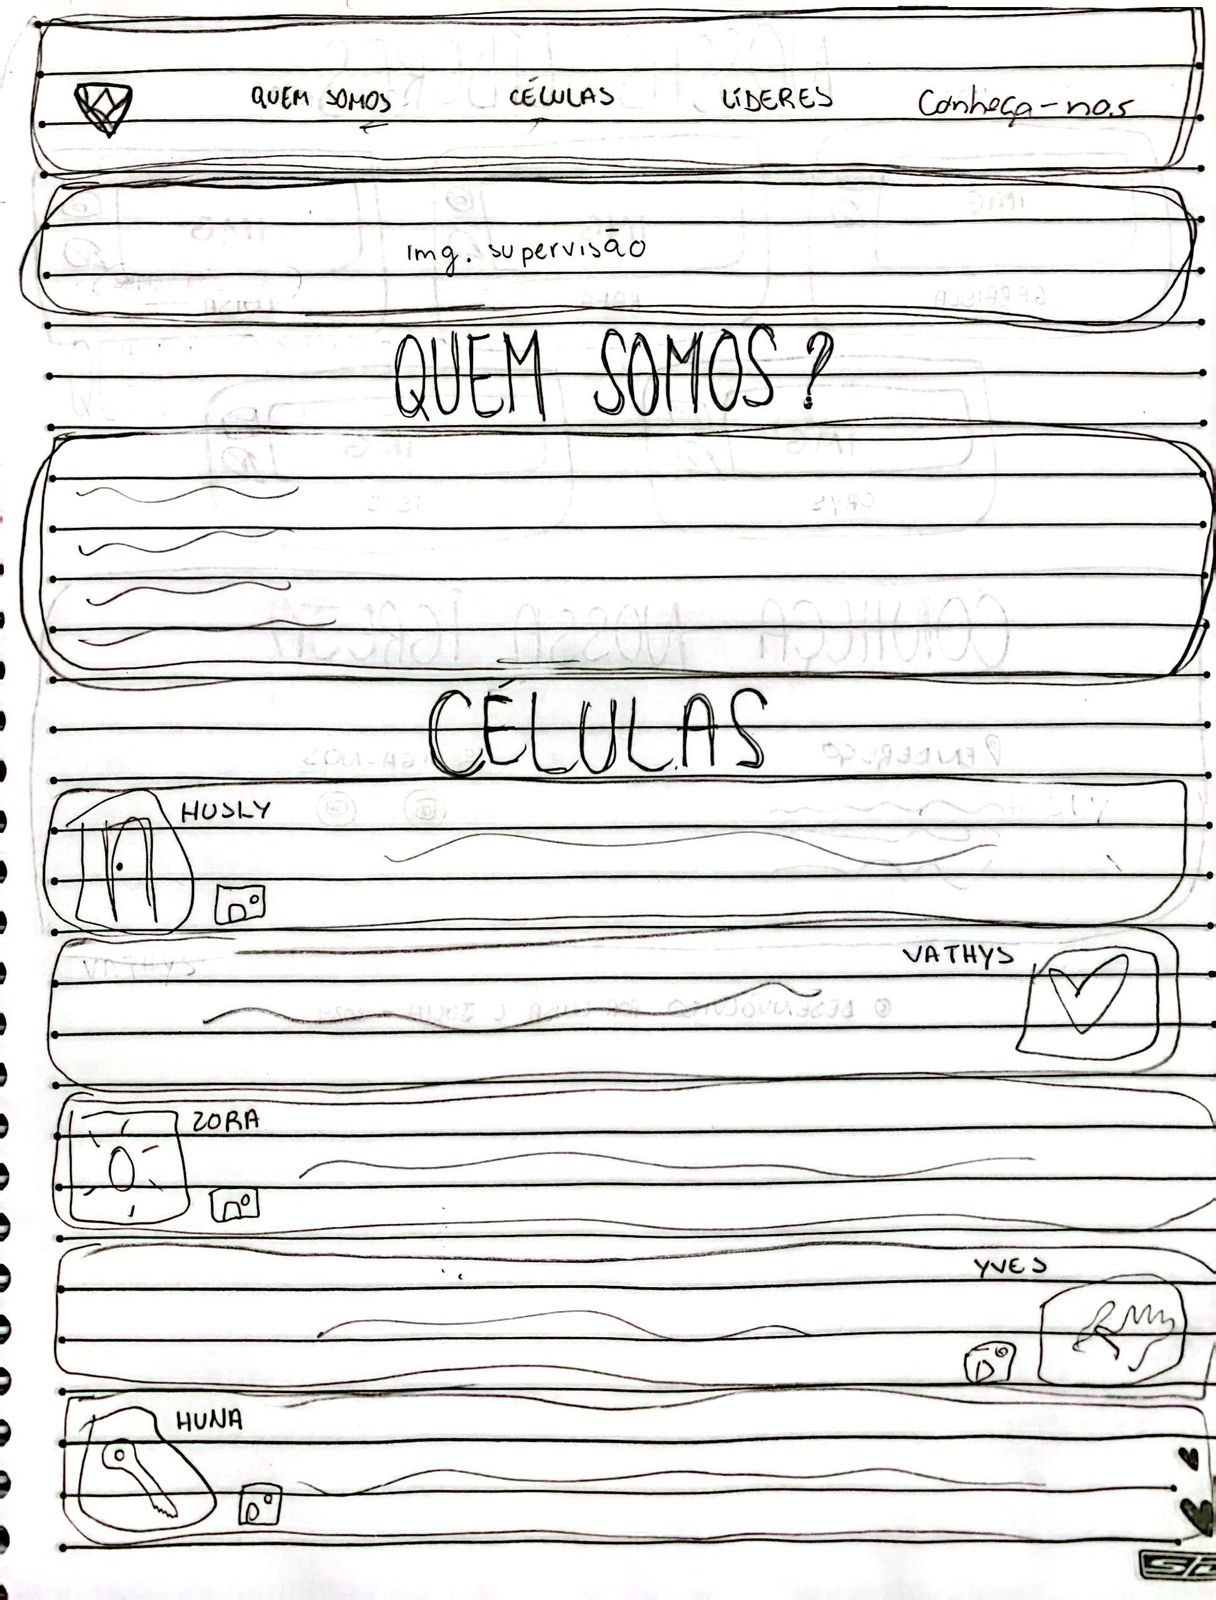 QUEM SOMOS CÉLULAS LÍDERES Conheça-nos
Img. supervisão
QUEM SOMOS?
CÉLULAS
HUSLY
VATHYS
ZORA
YVES
HUNA